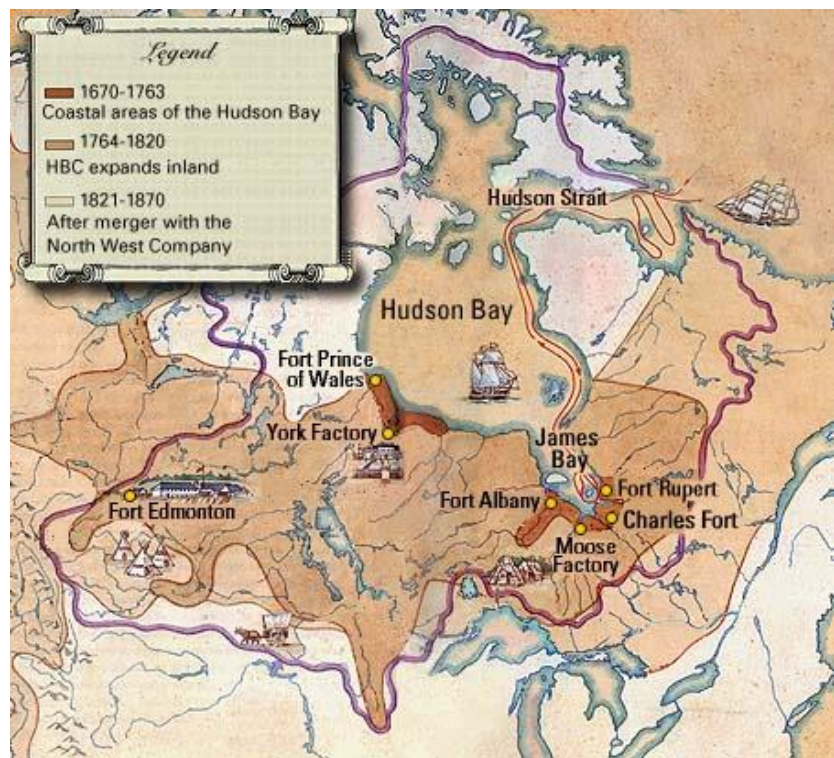 Legend
1670-1763
Coastal areas of the Hudson Bay
1764-1820
HBC expands inland
1821-1870
After merger with the
North West Company
Hudson Strait
Hudson Bay
Fort Prince
of Wales
York Factory
James
Bay
Fort Edmonton
Fort Albany
Fort Rupert
Charles Fort
Moose
Factory